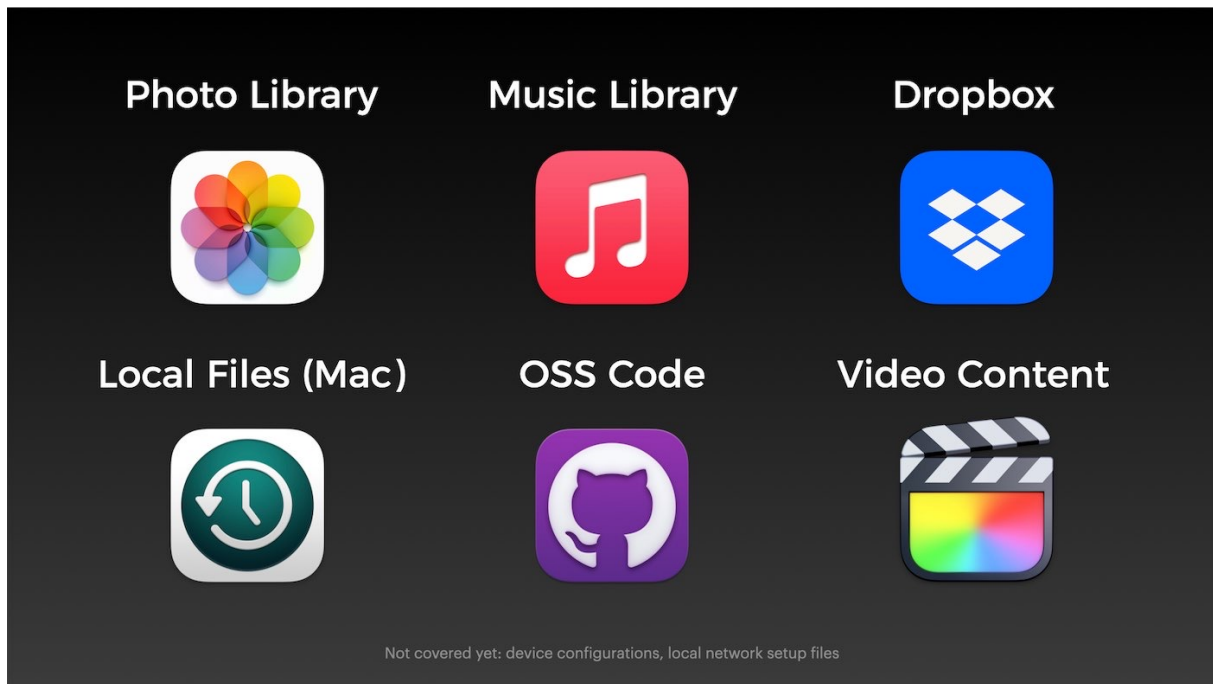 Photo Library
Music Library
Dropbox
Local Files (Mac)
OSS Code
Video Content
Not covered yet: device configurations, local network setup files